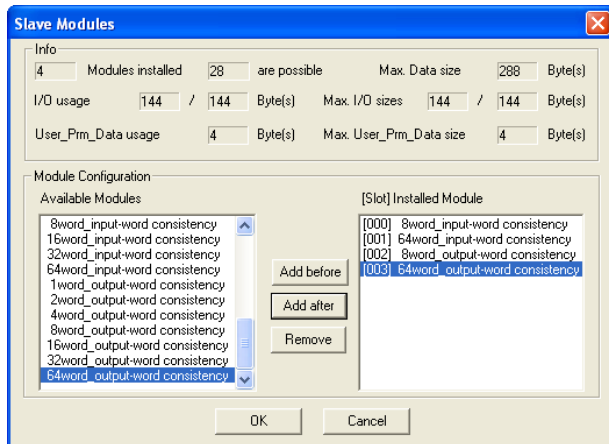 Slave Modules
Info
4 Modules installed 28 are possible Max. Data size 288 Byte(s)
I/O usage 144 / 144 Byte(s) Max. I/O sizes 144 / 144 Byte(s)
User_Prm_Data usage 4 Byte(s) Max. User_Prm_Data size 4 Byte(s)
Module Configuration
Available Modules
8word_input-word consistency
16word_input-word consistency
32word_input-word consistency
64word_input-word consistency
1word_output-word consistency
2word_output-word consistency
4word_output-word consistency
8word_output-word consistency
16word_output-word consistency
32word_output-word consistency
64word_output-word consistency
Add before
Add after
Remove
[Slot] Installed Module
[000] 8word_input-word consistency
[001] 64word_input-word consistency
[002] 8word_output-word consistency
[003] 64word_output-word consistency
OK Cancel